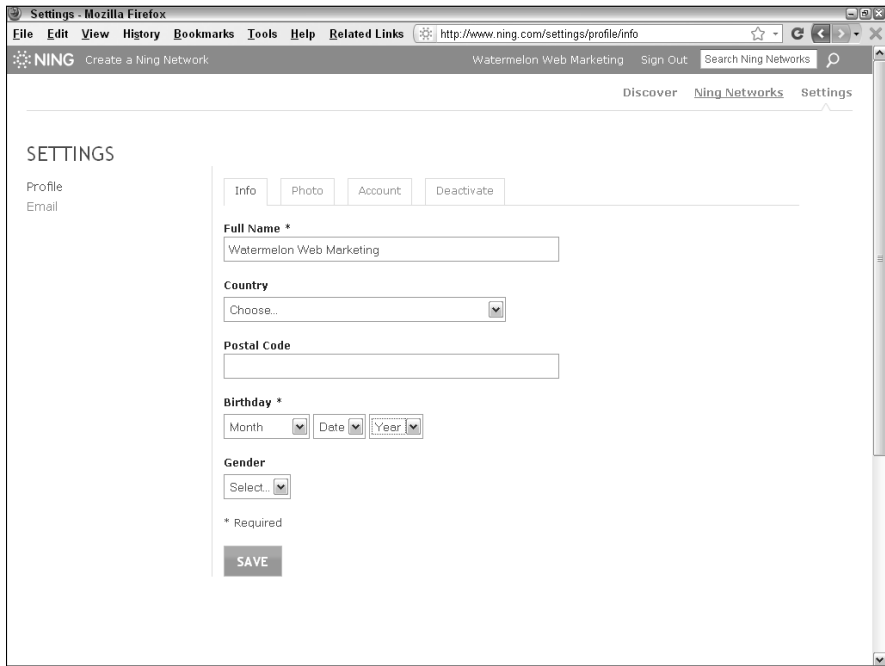 Settings - Mozilla Firefox
File Edit View History Bookmarks Tools Help Related Links http://www.ning.com/settings/profile/info
NING Create a Ning Network Watermelon Web Marketing Sign Out Search Ning Networks
Discover Ning Networks Settings
SETTINGS
Profile
Email
Info Photo Account Deactivate
Full Name *
Watermelon Web Marketing
Country
Choose...
Postal Code
Birthday *
Month Date Year
Gender
Select...
* Required
SAVE